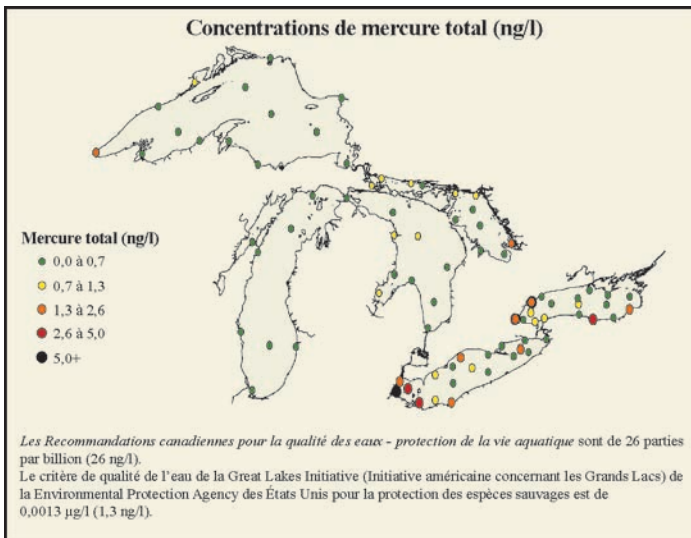 Concentrations de mercure total (ng/l)
Mercure total (ng/l)
0,0 à 0,7
0,7 à 1,3
1,3 à 2,6
2,6 à 5,0
5,0+
Les Recommandations canadiennes pour la qualité des eaux - protection de la vie aquatique sont de 26 parties
par billion (26 ng/l).
Le critère de qualité de l'eau de la Great Lakes Initiative (Initiative américaine concernant les Grands Lacs) de
la Environmental Protection Agency des États Unis pour la protection des espèces sauvages est de
0,0013 µg/l (1,3 ng/l).